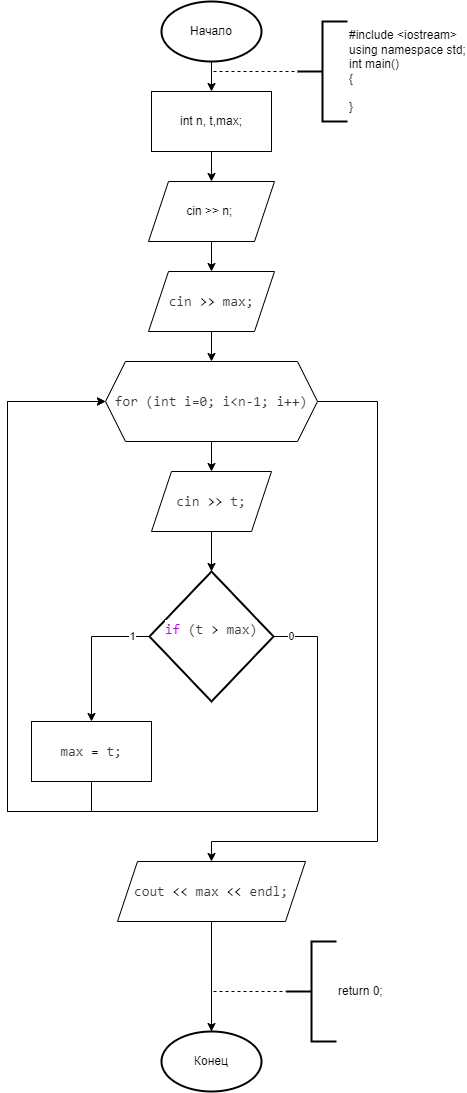 Начало
#include <iostream>
using namespace std;
int main()
{
}
int n, t,max;
cin >> n;
cin >> max;
for (int i=0; i<n-1; i++)
cin >> t;
if (t > max)
1
0
max = t;
cout << max << endl;
return 0;
Конец